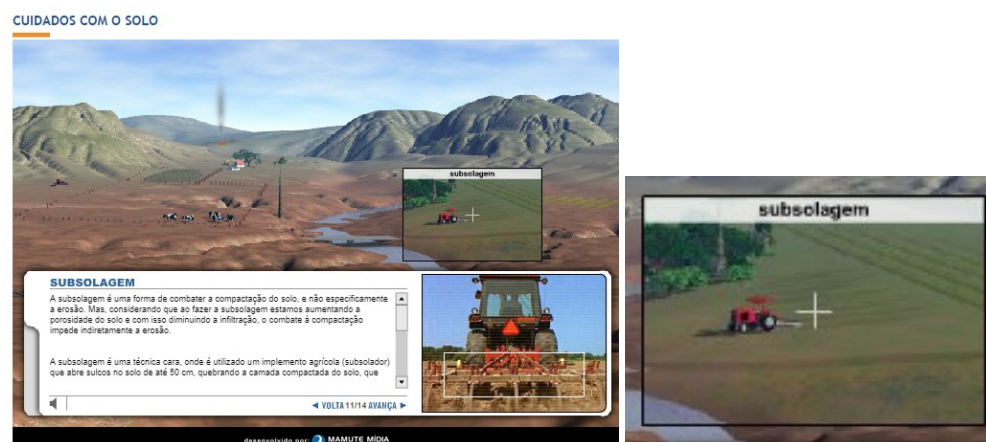 CUIDADOS COM O SOLO
subsolagem
subsolagem
SUBSOLAGEM
A subsolagem é uma forma de combater a compactação do solo, e não especificamente
a erosão. Mas, considerando que ao fazer a subsolagem estamos aumentando a
porosidade do solo e com isso diminuindo a infiltração, o combate á compactação
impede indiretamente a erosão.
A subsolagem é uma técnica cara, onde é utilizado um implemento agrícola (subsolador)
que abre sulcos no solo de até 50 cm, quebrando a camada compactada do solo, que
VOLTA 11/14 AVANÇA
desenvolvido por: MAMUTE MÍDIA